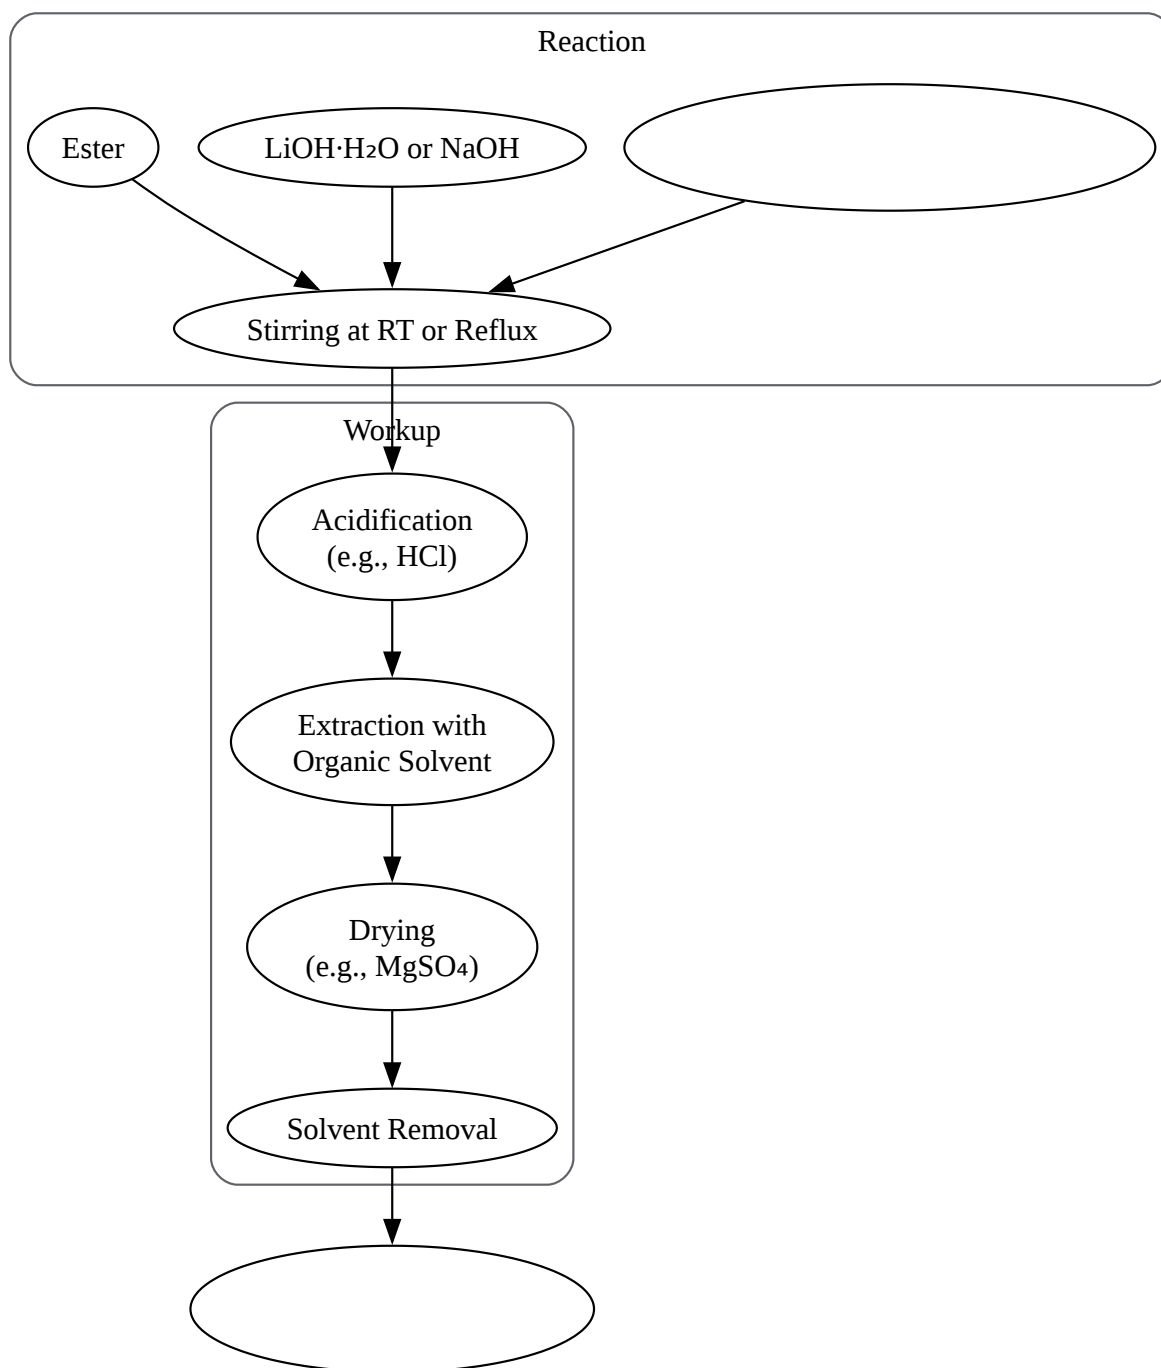 Reaction
Ester
LiOH·H₂O or NaOH
Stirring at RT or Reflux
Workup
Acidification
(e.g., HCl)
Extraction with
Organic Solvent
Drying
(e.g., MgSO₄)
Solvent Removal